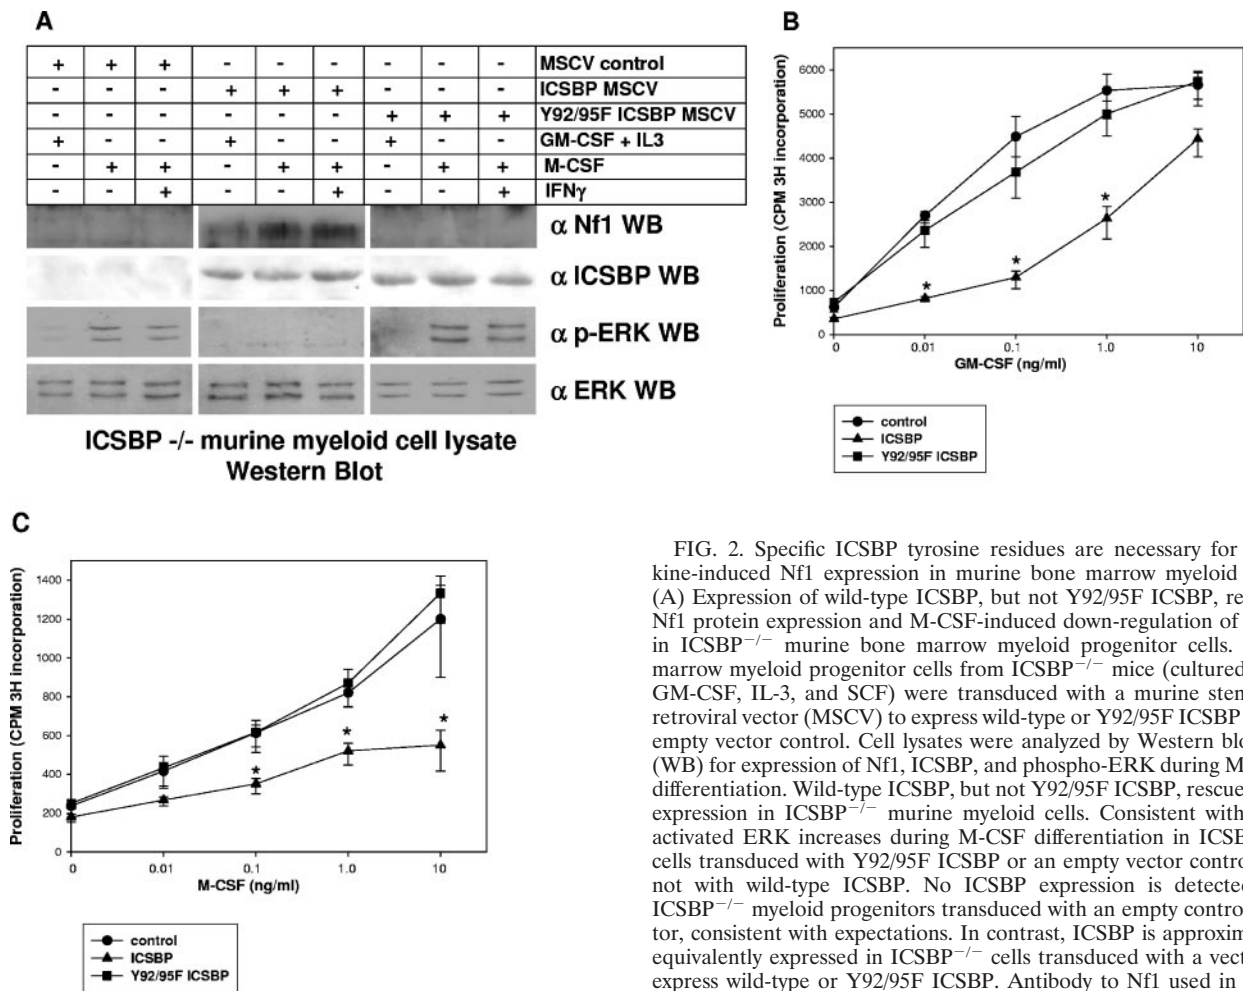 A
+ + + - - - - - - MSCV control
- - - + + + - - - ICSBP MSCV
- - - - - - + + + Y92/95F ICSBP MSCV
+ - - + - - + - - GM-CSF + IL3
- + + - + + - + + M-CSF
- - + - - + - - + IFNγ
α Nf1 WB
α ICSBP WB
α p-ERK WB
α ERK WB
ICSBP -/- murine myeloid cell lysate
Western Blot
B
Proliferation (CPM 3H incorporation)
6000
5000
4000
3000
2000
1000
0
* * *
0 0.01 0.1 1.0 10
GM-CSF (ng/ml)
control
ICSBP
Y92/95F ICSBP
C
Proliferation (CPM 3H incorporation)
1400
1200
1000
800
600
400
200
0
* * *
0 0.01 0.1 1.0 10
M-CSF (ng/ml)
control
ICSBP
Y92/95F ICSBP
FIG. 2. Specific ICSBP tyrosine residues are necessary for
kine-induced Nf1 expression in murine bone marrow myeloid
(A) Expression of wild-type ICSBP, but not Y92/95F ICSBP, re
Nf1 protein expression and M-CSF-induced down-regulation of
in ICSBP−/− murine bone marrow myeloid progenitor cells.
marrow myeloid progenitor cells from ICSBP−/− mice (cultured
GM-CSF, IL-3, and SCF) were transduced with a murine stem
retroviral vector (MSCV) to express wild-type or Y92/95F ICSBP
empty vector control. Cell lysates were analyzed by Western blo
(WB) for expression of Nf1, ICSBP, and phospho-ERK during M
differentiation. Wild-type ICSBP, but not Y92/95F ICSBP, rescue
expression in ICSBP−/− murine myeloid cells. Consistent with
activated ERK increases during M-CSF differentiation in ICSB
cells transduced with Y92/95F ICSBP or an empty vector control
not with wild-type ICSBP. No ICSBP expression is detected
ICSBP−/− myeloid progenitors transduced with an empty control
tor, consistent with expectations. In contrast, ICSBP is approxim
equivalently expressed in ICSBP−/− cells transduced with a vect
express wild-type or Y92/95F ICSBP. Antibody to Nf1 used in